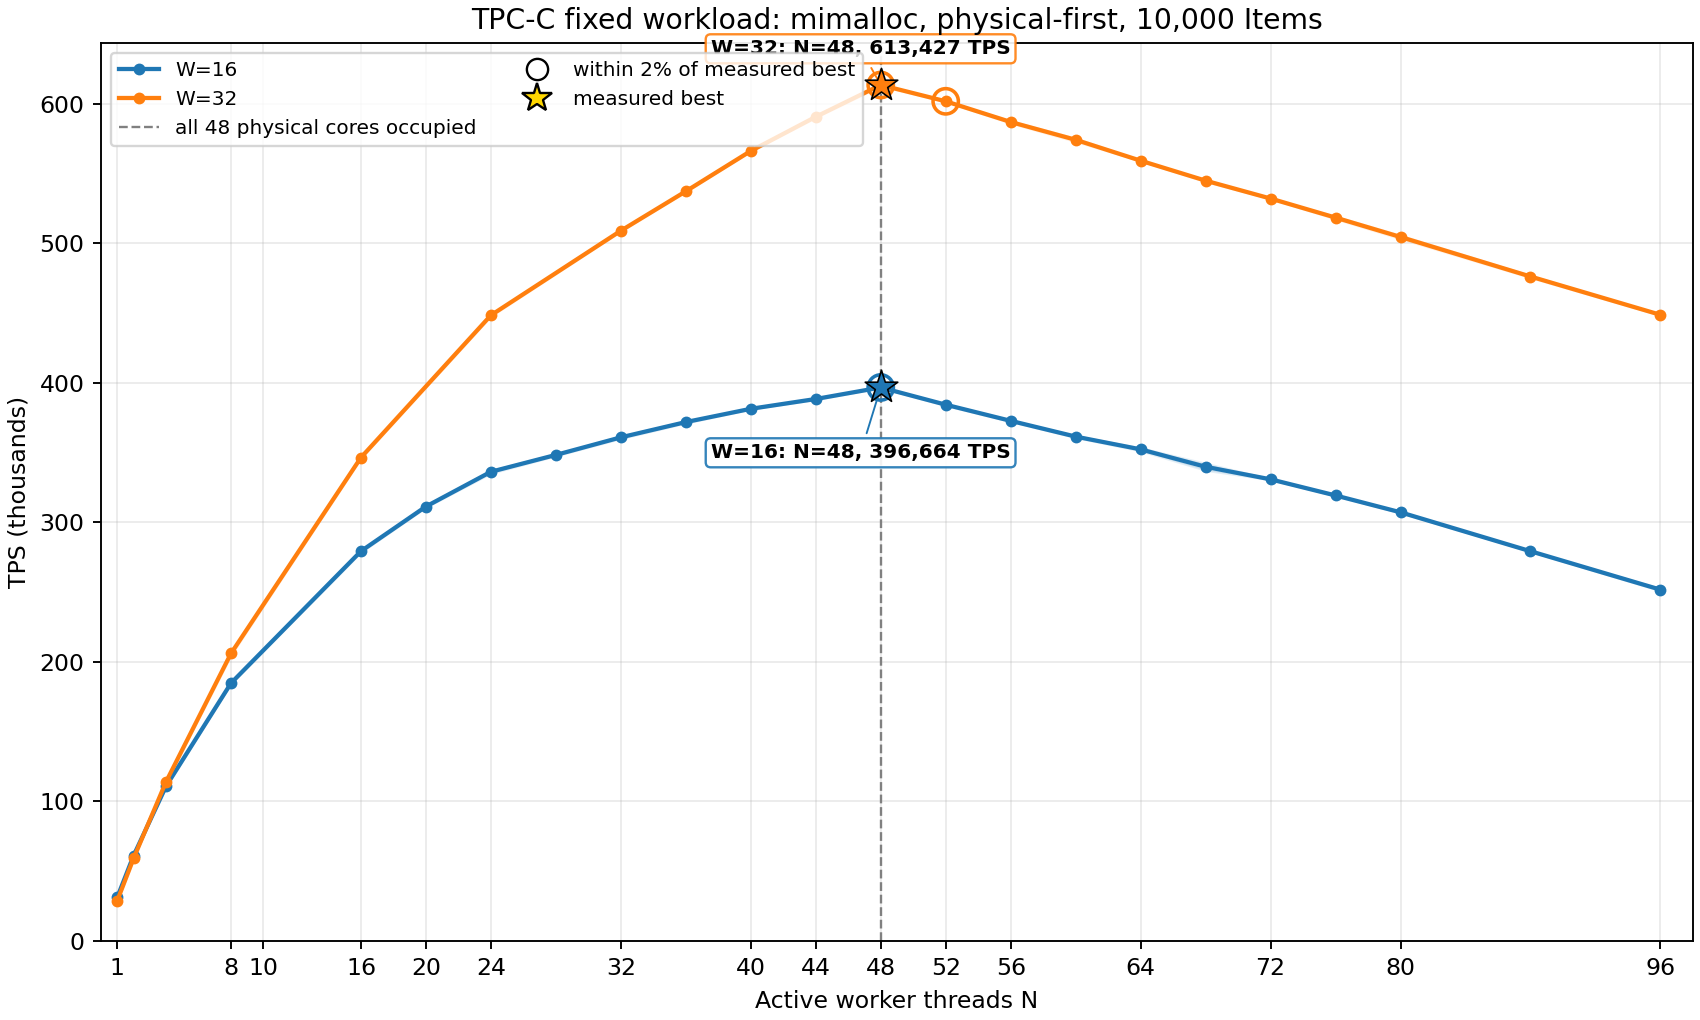 TPC-C fixed workload: mimalloc, physical-first, 10,000 Items
W=32: N=48, 613,427 TPS
W=16
W=32
all 48 physical cores occupied
within 2% of measured best
measured best
W=16: N=48, 396,664 TPS
TPS (thousands)
600
500
400
300
200
100
0
1 8 10 16 20 24 32 40 44 48 52 56 64 72 80 96
Active worker threads N